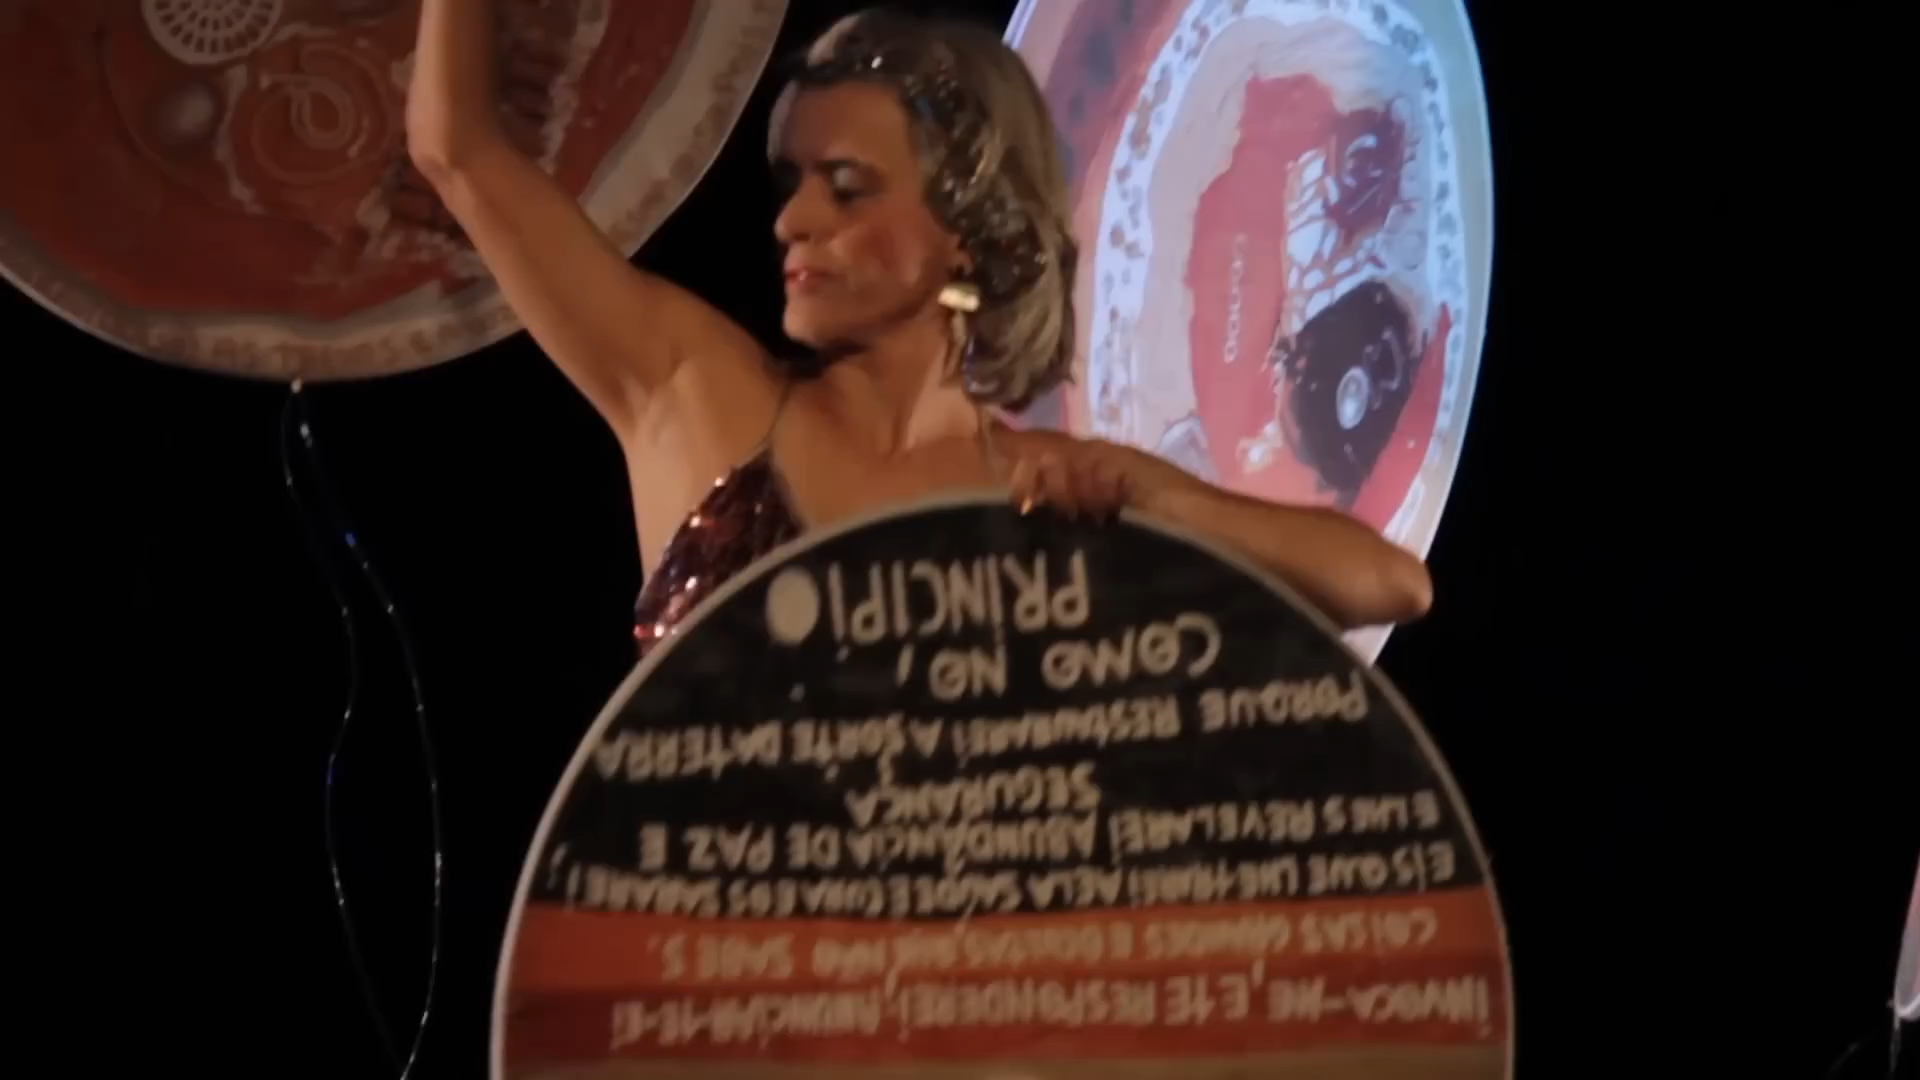 INVOCA-ME, E TE RESPONDEREI, ANUNCIAR-TE-EI
COISAS GRANDES E OCULTAS, QUE NÃO SABES.
EIS QUE LHE TRAREI A ELA SAÚDE E CURA E OS SARAREI,
E LHES REVELAREI ABUNDÂNCIA DE PAZ E
SEGURANÇA
PORQUE RESTAURAREI A SORTE DA TERRA
COMO NO,
PRINCIPIO